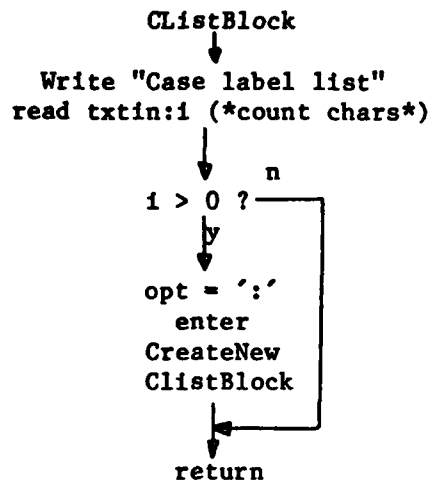 CListBlock
Write "Case label list"
read txtin:i (*count chars*)
n
i > 0 ?
y
opt = ':'
enter
CreateNew
ClistBlock
return